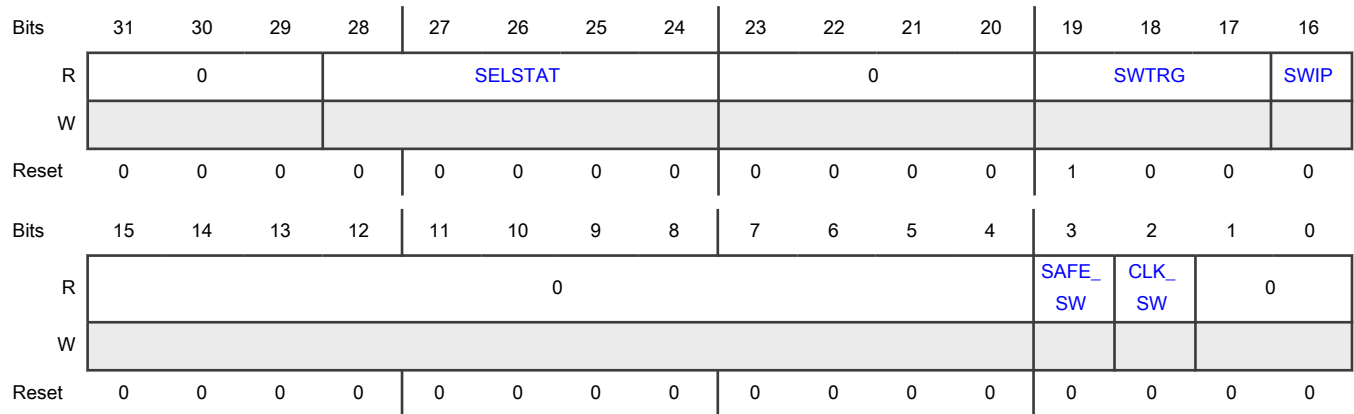 Bits 31 30 29 28 27 26 25 24 23 22 21 20 19 18 17 16
R 0 SELSTAT 0 SWTRG SWIP
W
Reset 0 0 0 0 0 0 0 0 0 0 0 0 1 0 0 0
Bits 15 14 13 12 11 10 9 8 7 6 5 4 3 2 1 0
R 0 SAFE_ CLK_ 0
SW SW
W
Reset 0 0 0 0 0 0 0 0 0 0 0 0 0 0 0 0